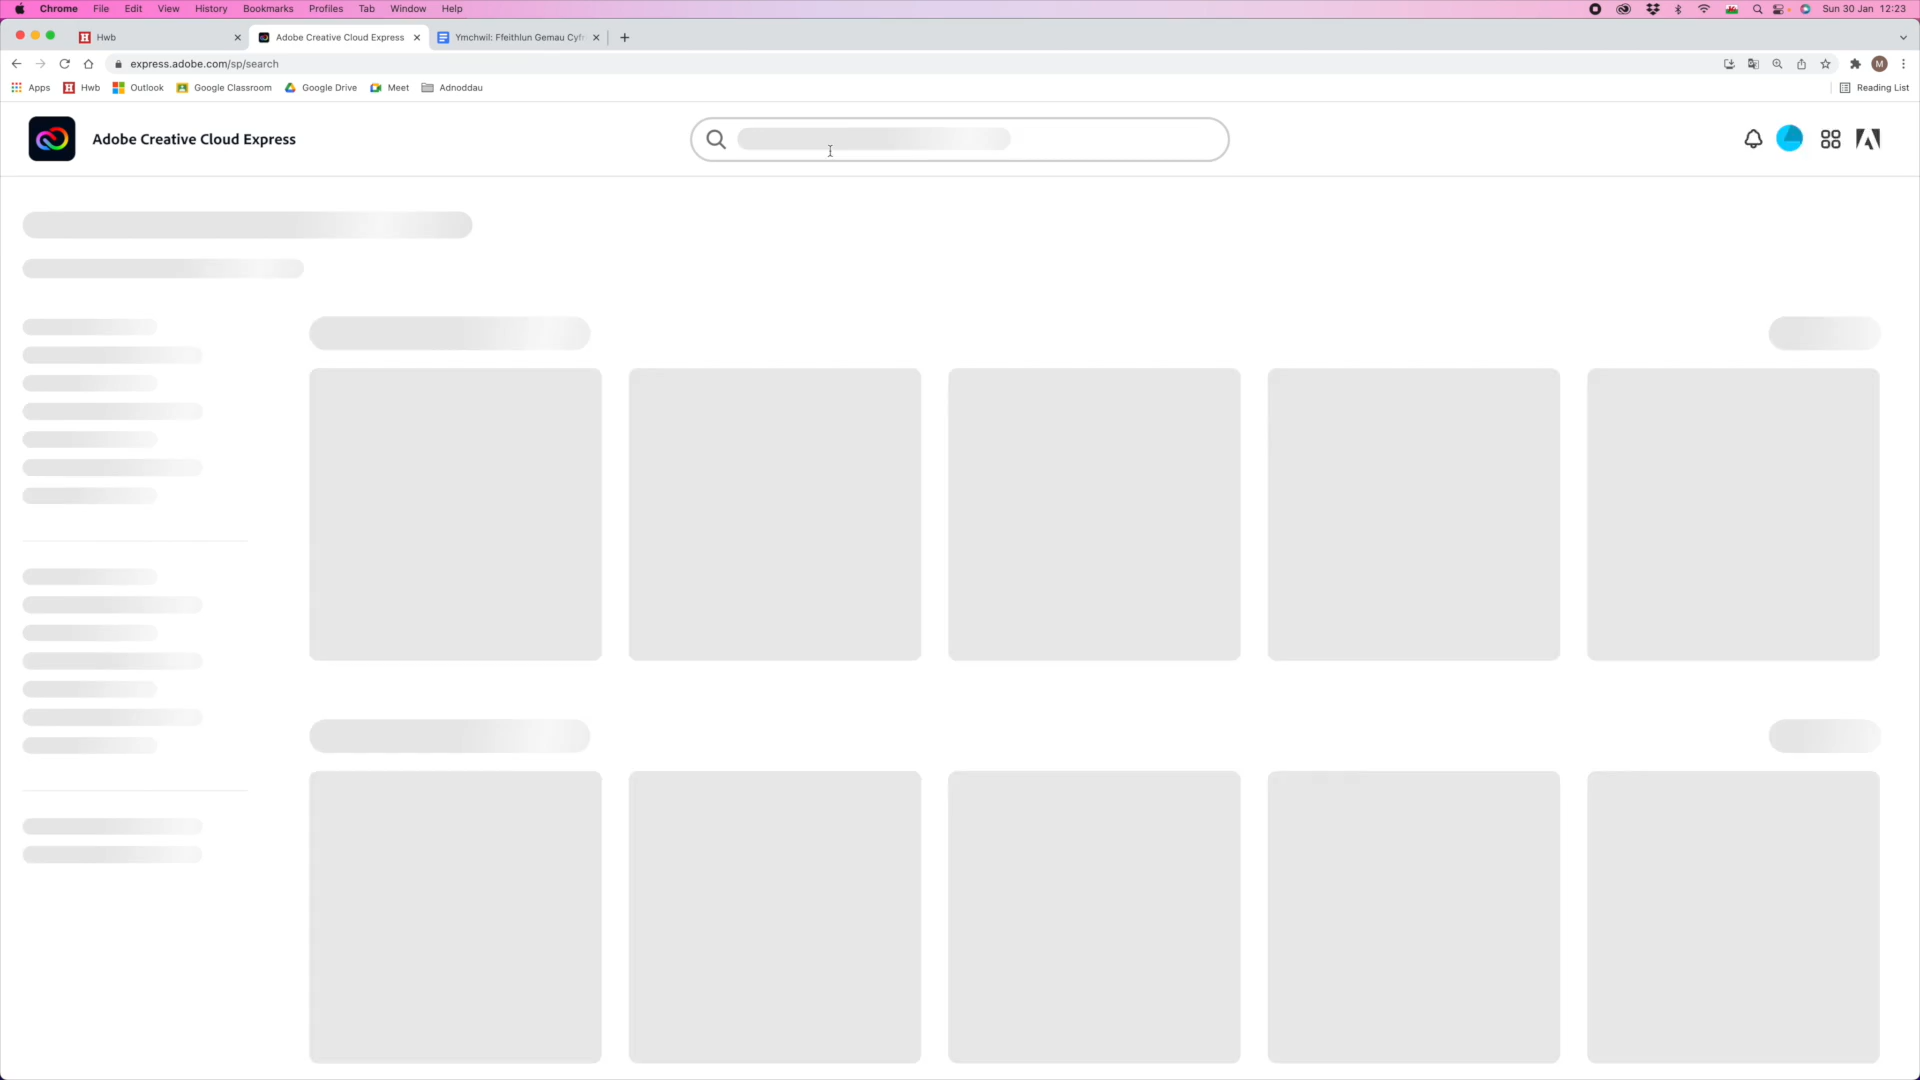 Chrome File Edit View History Bookmarks Profiles Tab Window Help Sun 30 Jan 12:23
Hwb Adobe Creative Cloud Express Ymchwil: Ffeithlun Gemau Cyfr
express.adobe.com/sp/search M
Apps Hwb Outlook Google Classroom Google Drive Meet Adnoddau Reading List
Adobe Creative Cloud Express